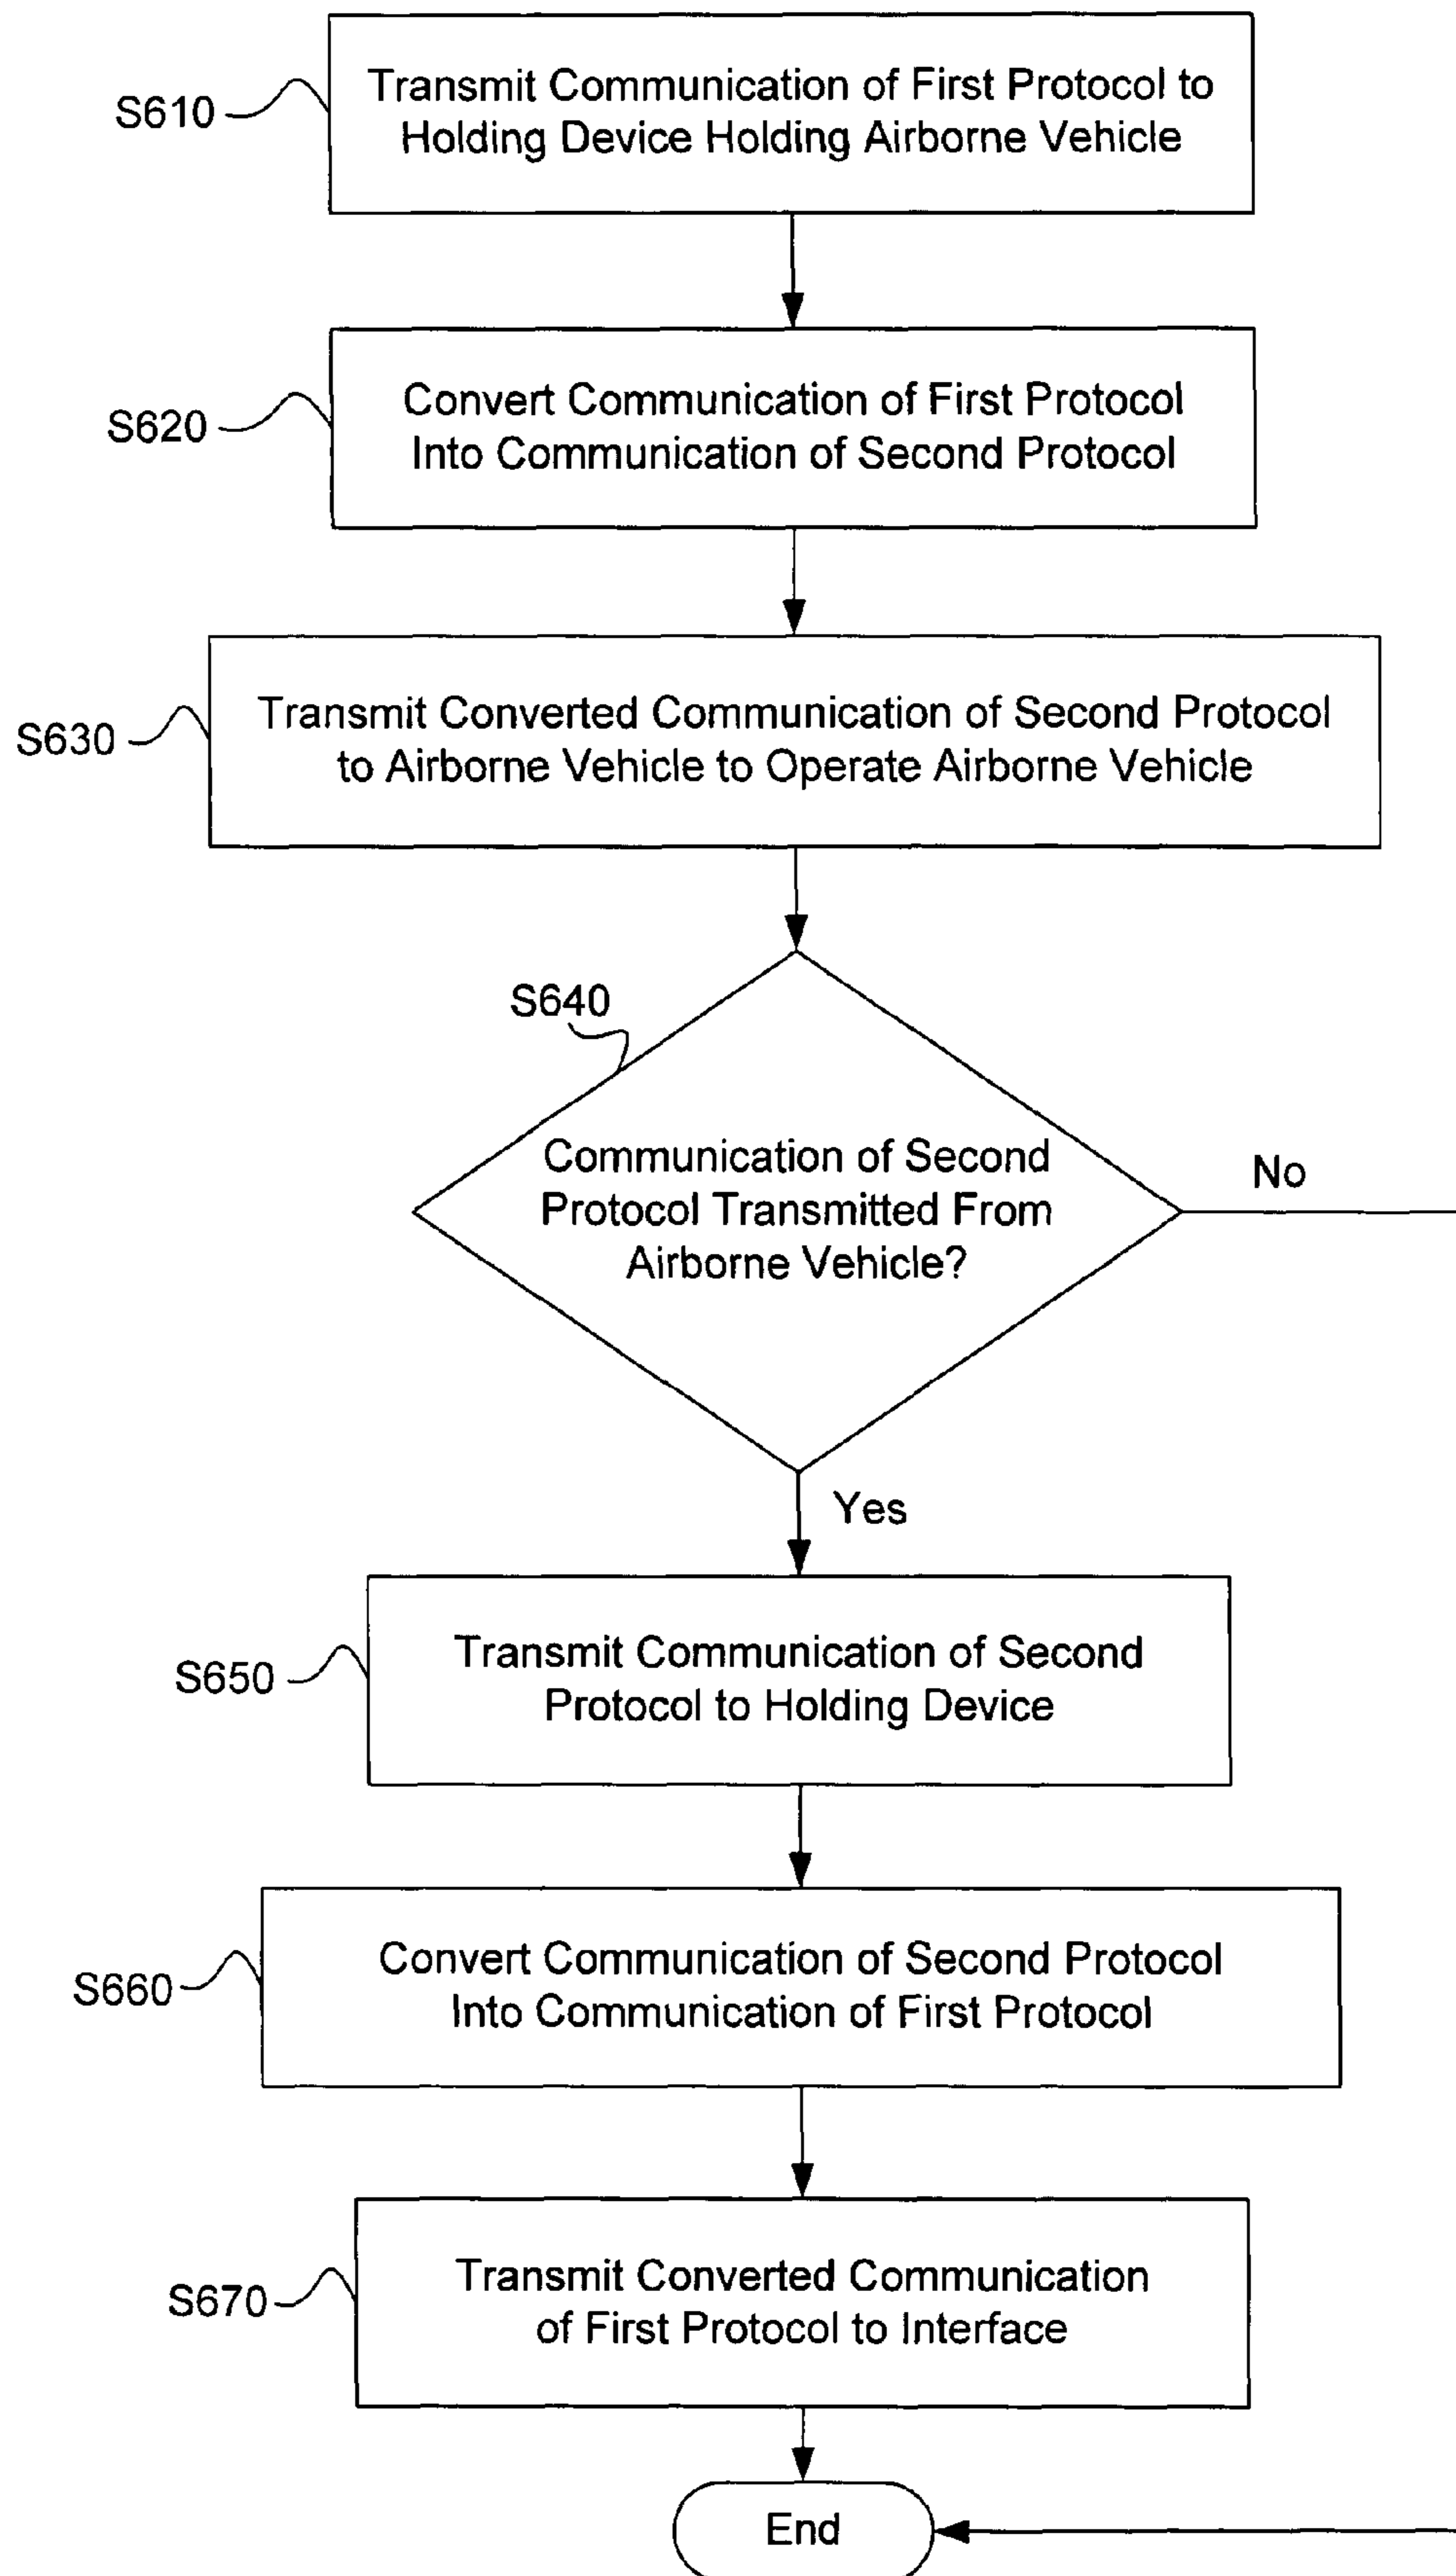 S610
Transmit Communication of First Protocol to
Holding Device Holding Airborne Vehicle
S620
Convert Communication of First Protocol
Into Communication of Second Protocol
S630
Transmit Converted Communication of Second Protocol
to Airborne Vehicle to Operate Airborne Vehicle
S640
Communication of Second
Protocol Transmitted From
Airborne Vehicle?
No
Yes
S650
Transmit Communication of Second
Protocol to Holding Device
S660
Convert Communication of Second Protocol
Into Communication of First Protocol
S670
Transmit Converted Communication
of First Protocol to Interface
End